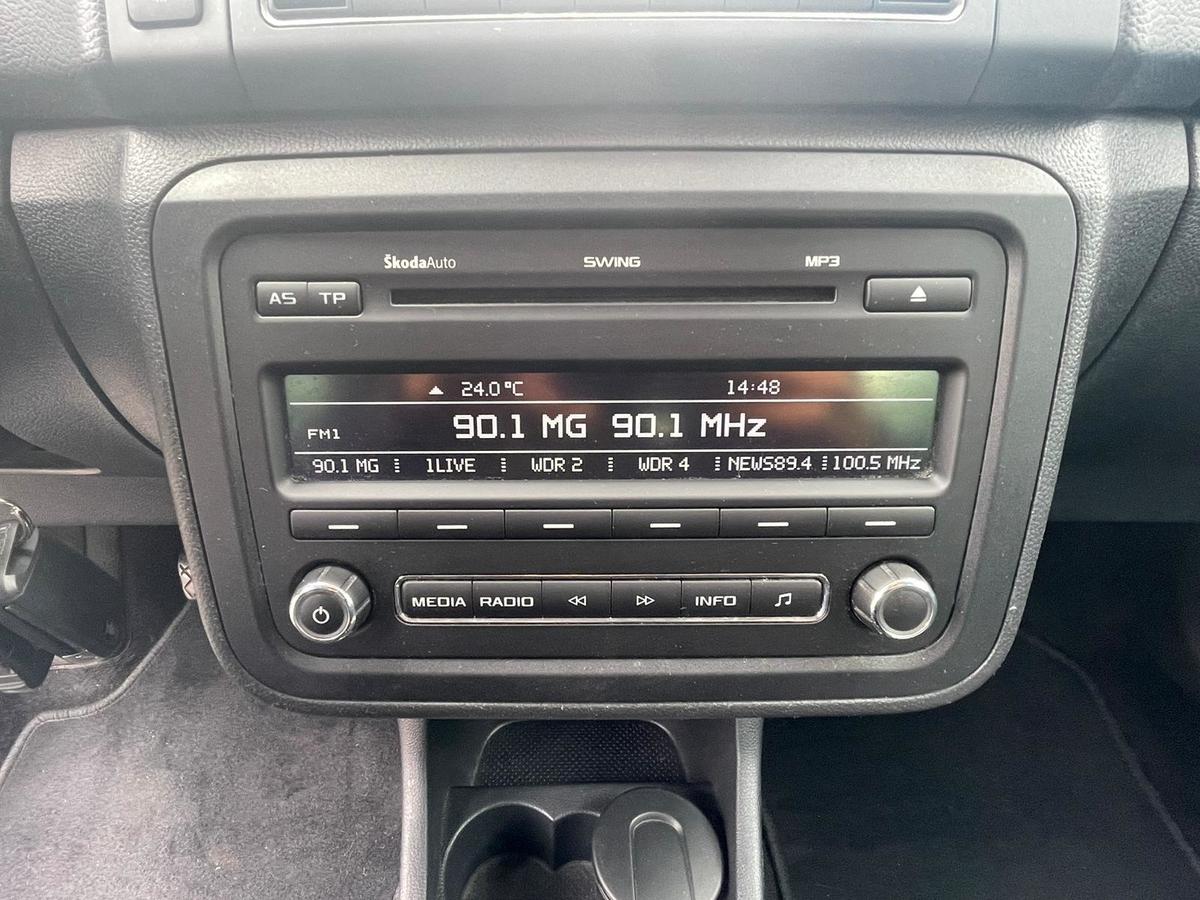 ŠkodaAuto SWING MP3
AS TP
24.0°C 14:48
FM1 90.1 MG 90.1 MHz
90.1 MG 1LIVE WDR 2 WDR 4 NEWS89.4 100.5 MHz
MEDIA RADIO INFO